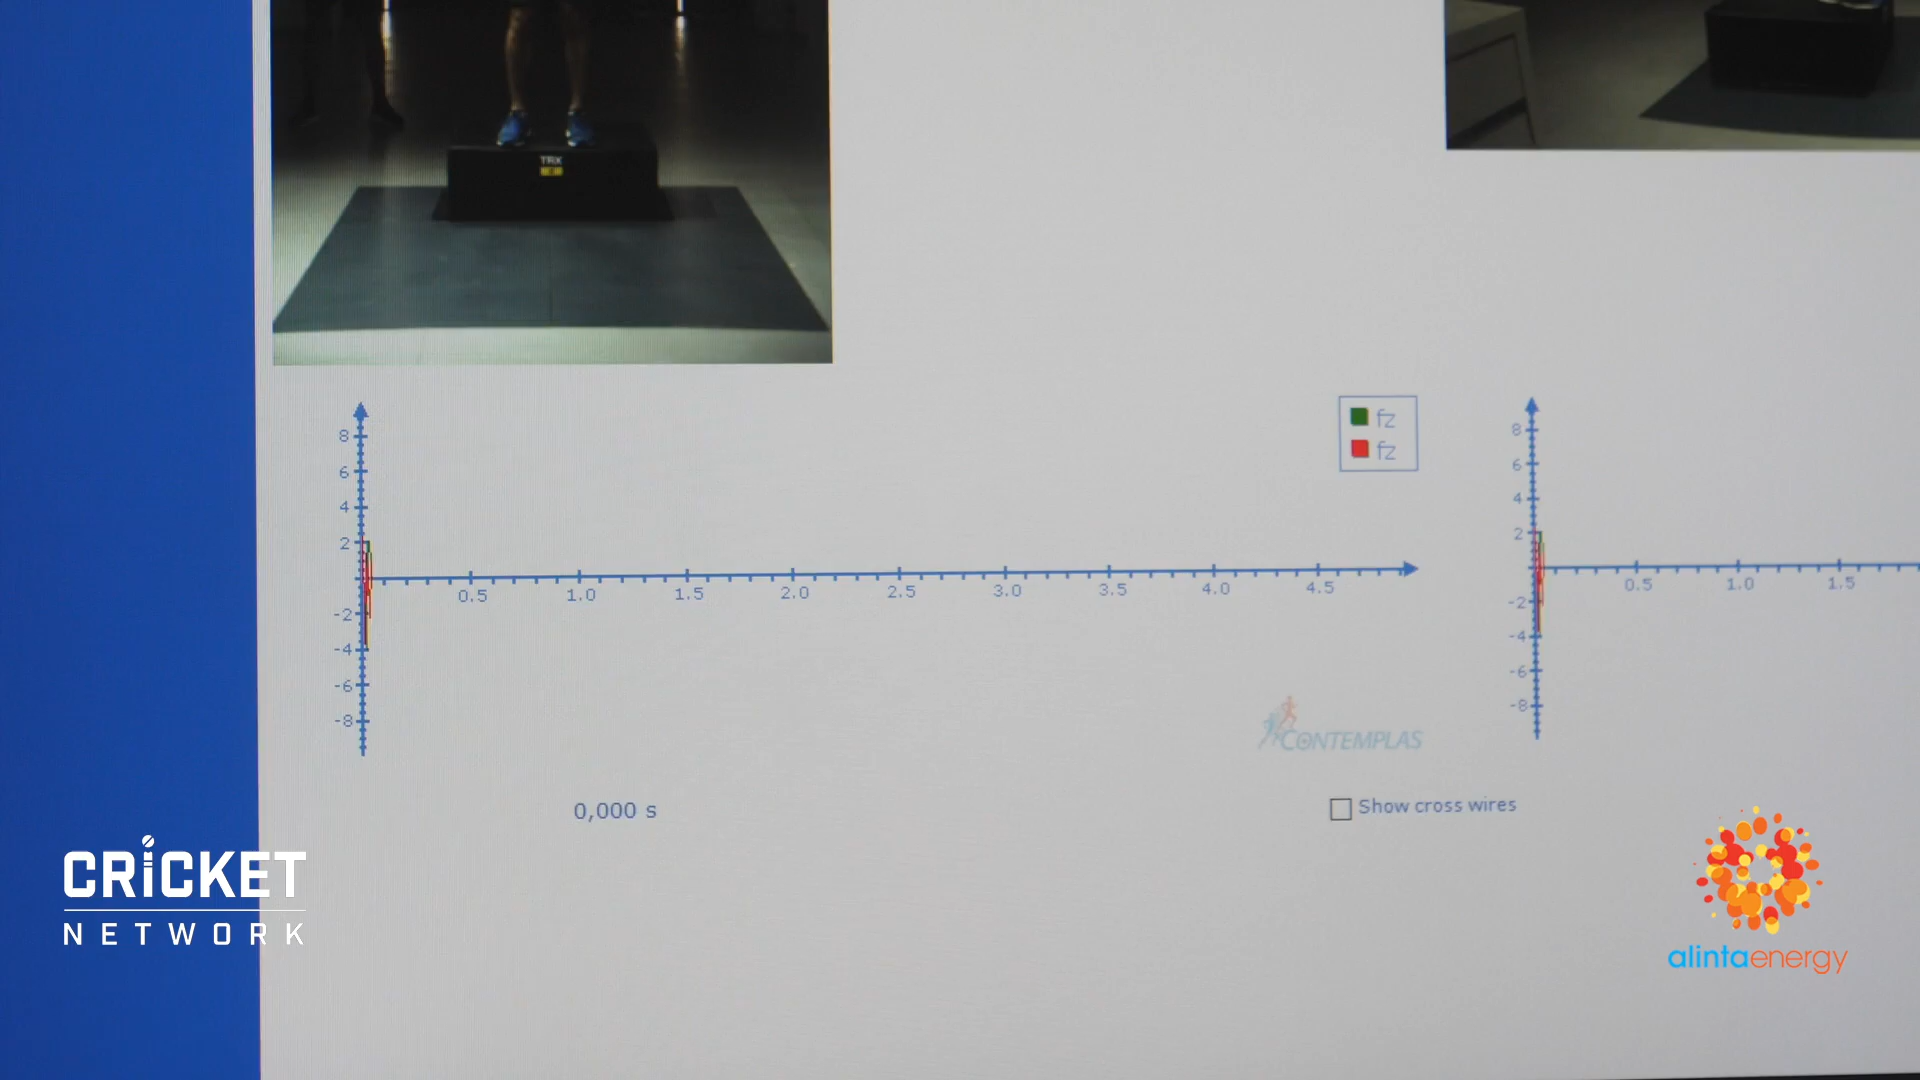 TRX
fz
fz
8
6
4
2
-2
-4
-6
-8
0.5 1.0 1.5 2.0 2.5 3.0 3.5 4.0 4.5
8
6
4
2
-2
-4
-6
-8
0.5 1.0 1.5
CONTEMPLAS
0,000 s
Show cross wires
CRiCKET
NETWORK
alintaenergy